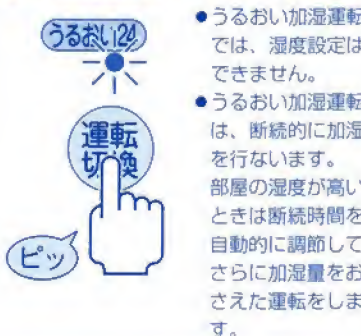 うるおい24
運転
切換
ピッ
●うるおい加湿運転
では、湿度設定は
できません。
●うるおい加湿運転
は、断続的に加湿
を行ないます。
部屋の湿度が高い
ときは断続時間を
自動的に調節して
さらに加湿量をお
さえた運転をしま
す。